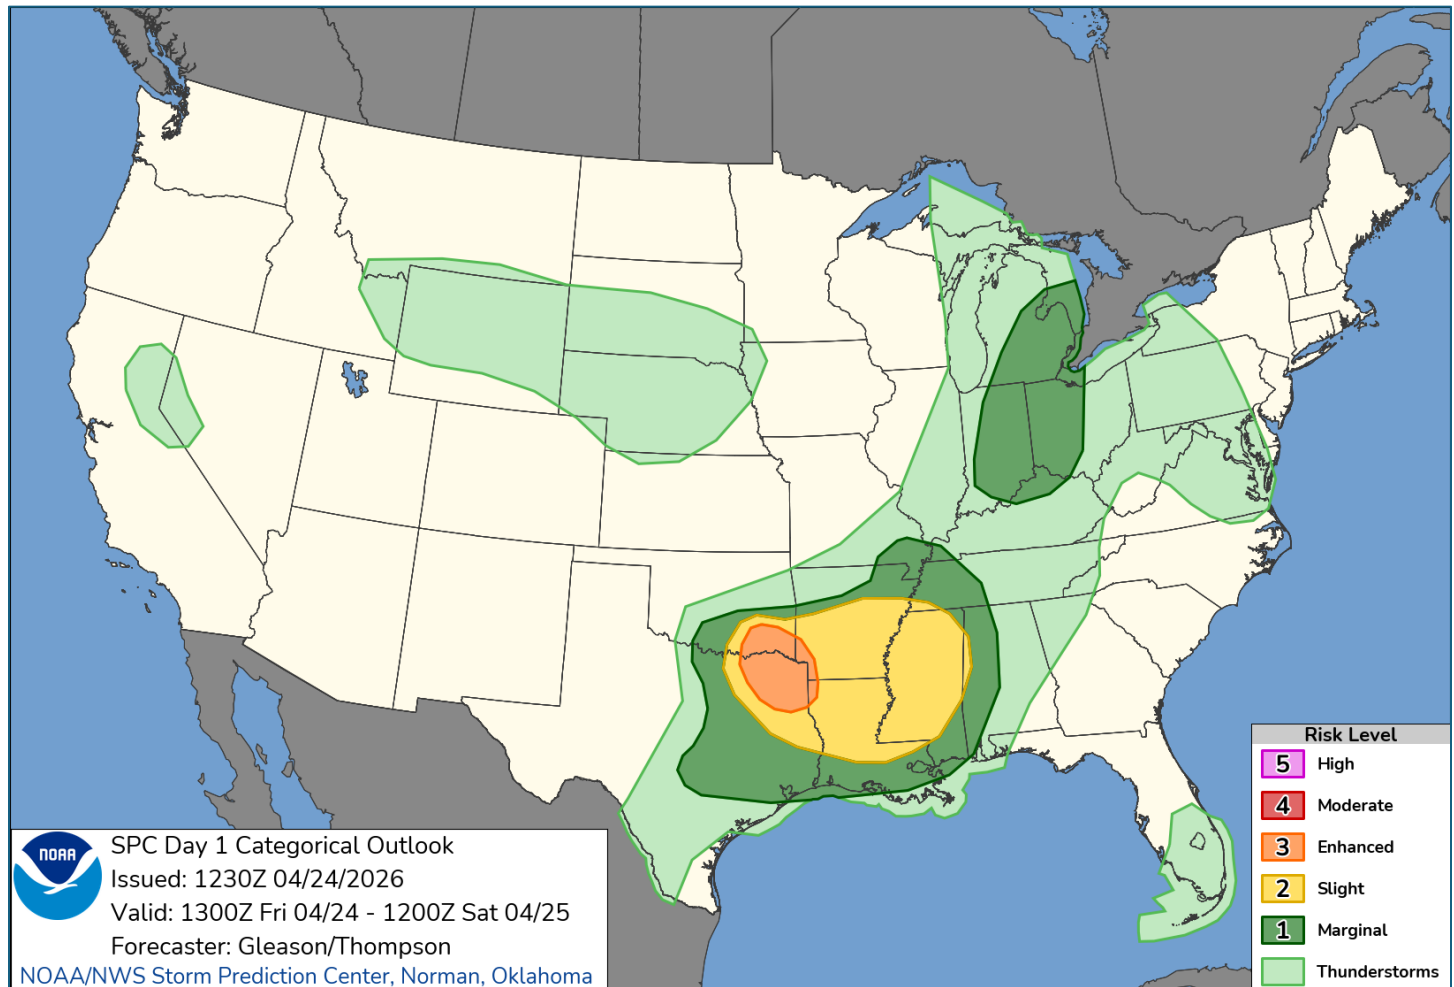 Risk Level
5 High
4 Moderate
3 Enhanced
2 Slight
1 Marginal
Thunderstorms
NOAA
SPC Day 1 Categorical Outlook
Issued: 1230Z 04/24/2026
Valid: 1300Z Fri 04/24 - 1200Z Sat 04/25
Forecaster: Gleason/Thompson
NOAA/NWS Storm Prediction Center, Norman, Oklahoma